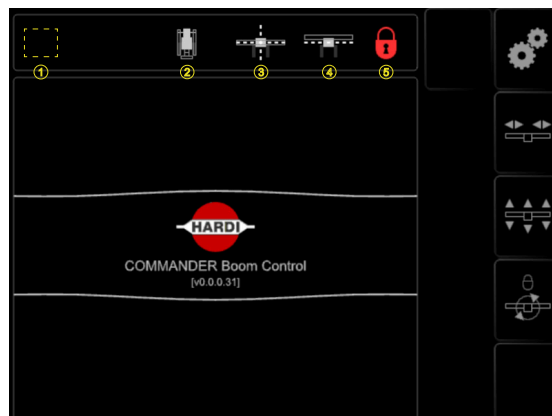 ① ② ③ ④ ⑤
HARDI
COMMANDER Boom Control
[v0.0.0.31]